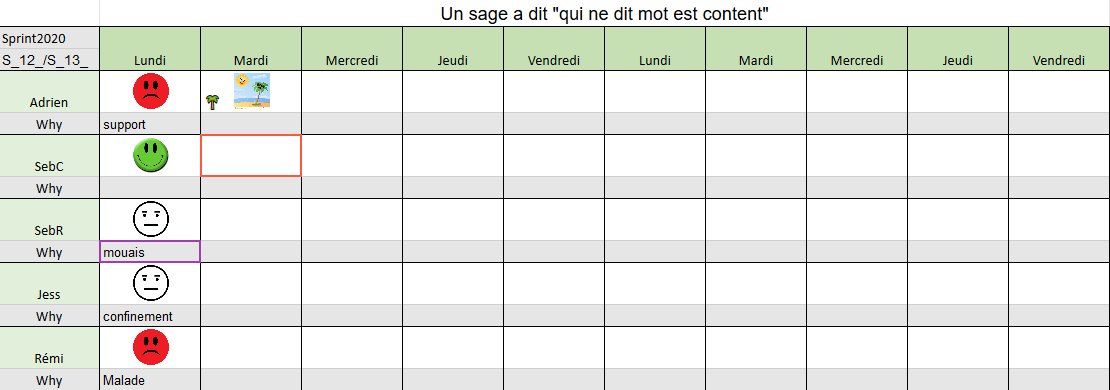 Un sage a dit "qui ne dit mot est content"
Sprint2020
S_12_/S_13_ Lundi Mardi Mercredi Jeudi Vendredi Lundi Mardi Mercredi Jeudi Vendredi
Adrien
Why support
SebC
Why
SebR
Why mouais
Jess
Why confinement
Rémi
Why Malade